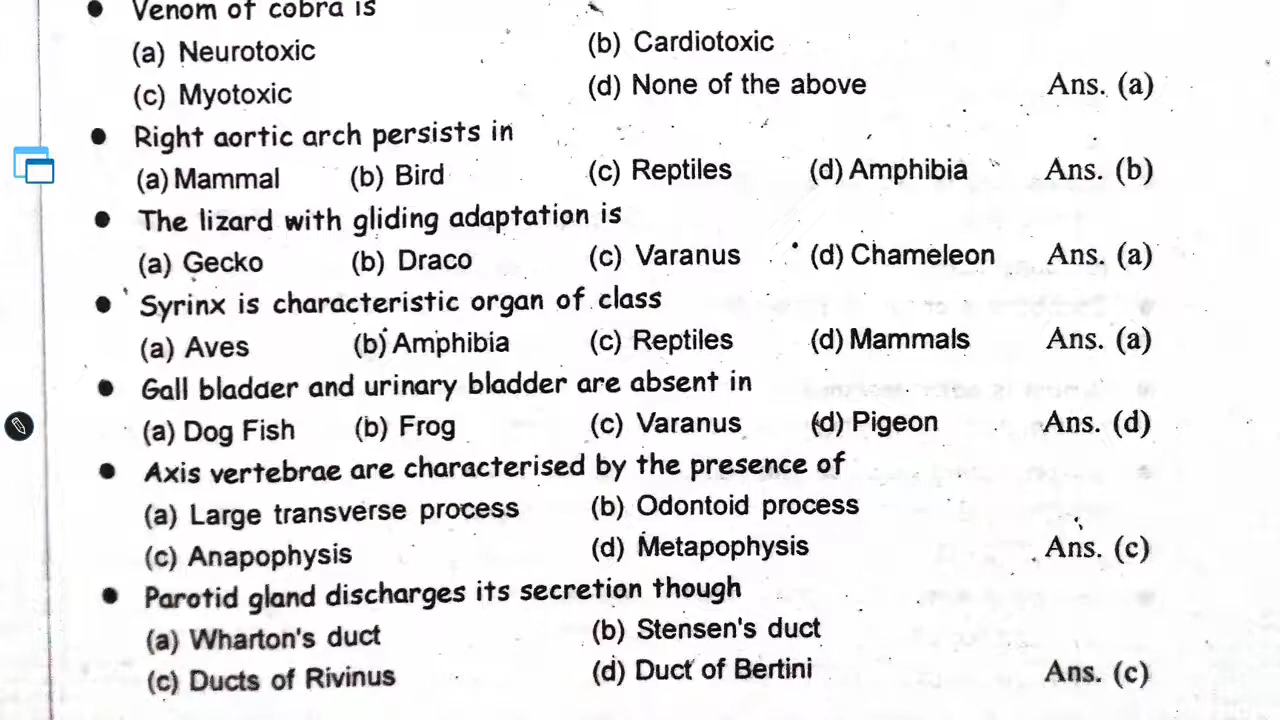 • Venom of cobra is
(a) Neurotoxic (b) Cardiotoxic
(c) Myotoxic (d) None of the above Ans. (a)
• Right aortic arch persists in
(a) Mammal (b) Bird (c) Reptiles (d) Amphibia Ans. (b)
• The lizard with gliding adaptation is
(a) Gecko (b) Draco (c) Varanus (d) Chameleon Ans. (a)
• Syrinx is characteristic organ of class
(a) Aves (b) Amphibia (c) Reptiles (d) Mammals Ans. (a)
• Gall bladder and urinary bladder are absent in
(a) Dog Fish (b) Frog (c) Varanus (d) Pigeon Ans. (d)
• Axis vertebrae are characterised by the presence of
(a) Large transverse process (b) Odontoid process
(c) Anapophysis (d) Metapophysis Ans. (c)
• Parotid gland discharges its secretion though
(a) Wharton's duct (b) Stensen's duct
(c) Ducts of Rivinus (d) Duct of Bertini Ans. (c)